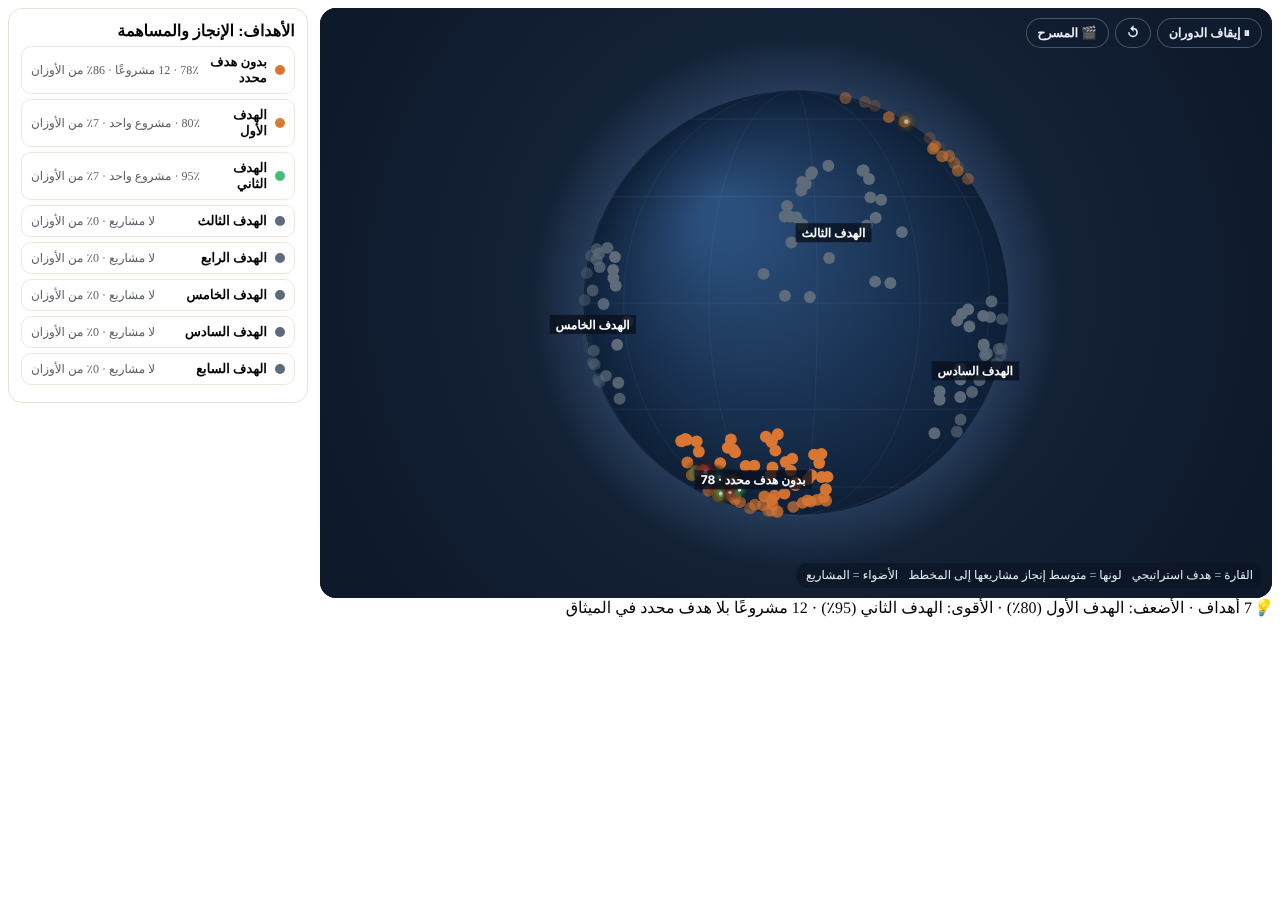 ⏸ إيقاف الدوران
🎬 المسرح
الهدف الثالث
الهدف الخامس
الهدف السادس
بدون هدف محدد · 78
القارة = هدف استراتيجي لونها = متوسط إنجاز مشاريعها إلى المخطط الأضواء = المشاريع
💡 7 أهداف · الأضعف: الهدف الأول (80٪) · الأقوى: الهدف الثاني (95٪) · 12 مشروعًا بلا هدف محدد في الميثاق
الأهداف: الإنجاز والمساهمة
بدون هدف محدد
78٪ · 12 مشروعًا · 86٪ من الأوزان
الهدف الأول
80٪ · مشروع واحد · 7٪ من الأوزان
الهدف الثاني
95٪ · مشروع واحد · 7٪ من الأوزان
الهدف الثالث
لا مشاريع · 0٪ من الأوزان
الهدف الرابع
لا مشاريع · 0٪ من الأوزان
الهدف الخامس
لا مشاريع · 0٪ من الأوزان
الهدف السادس
لا مشاريع · 0٪ من الأوزان
الهدف السابع
لا مشاريع · 0٪ من الأوزان